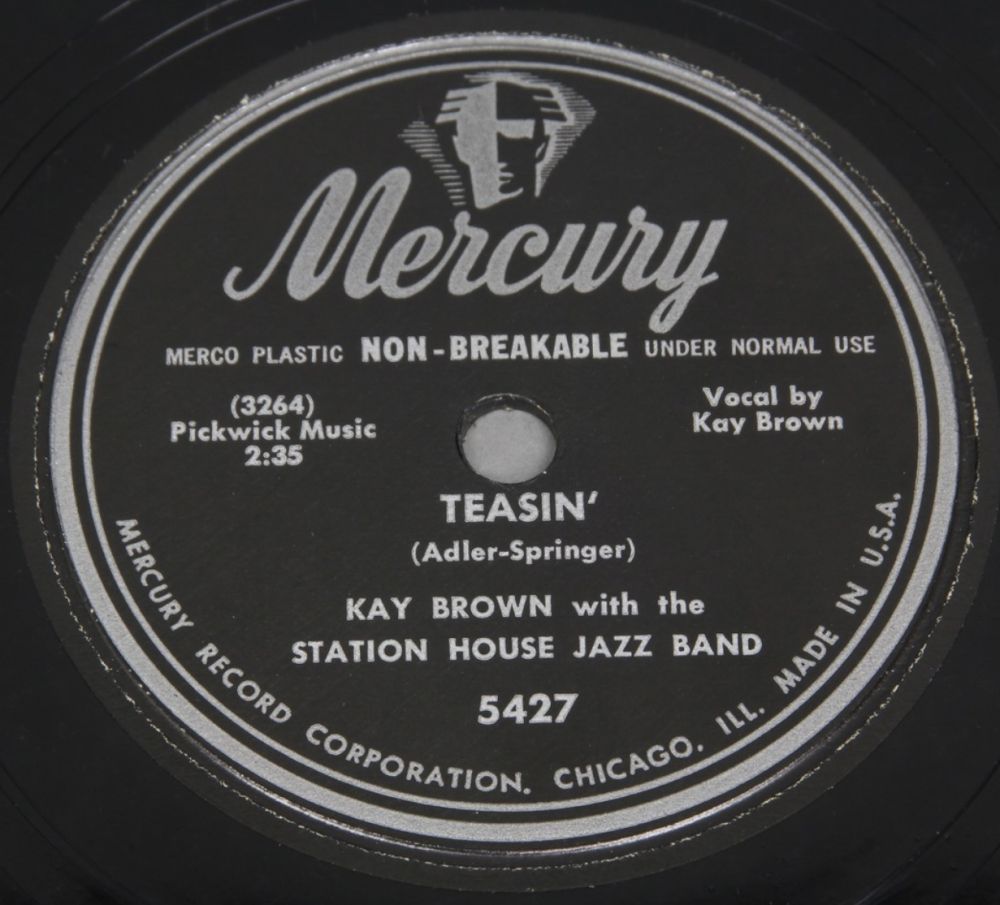 Mercury
MERCO PLASTIC NON-BREAKABLE UNDER NORMAL USE
(3264)
Pickwick Music
2:35
Vocal by
Kay Brown
TEASIN'
(Adler-Springer)
KAY BROWN with the
STATION HOUSE JAZZ BAND
5427
MERCURY RECORD CORPORATION. CHICAGO. ILL. MADE IN U.S.A.